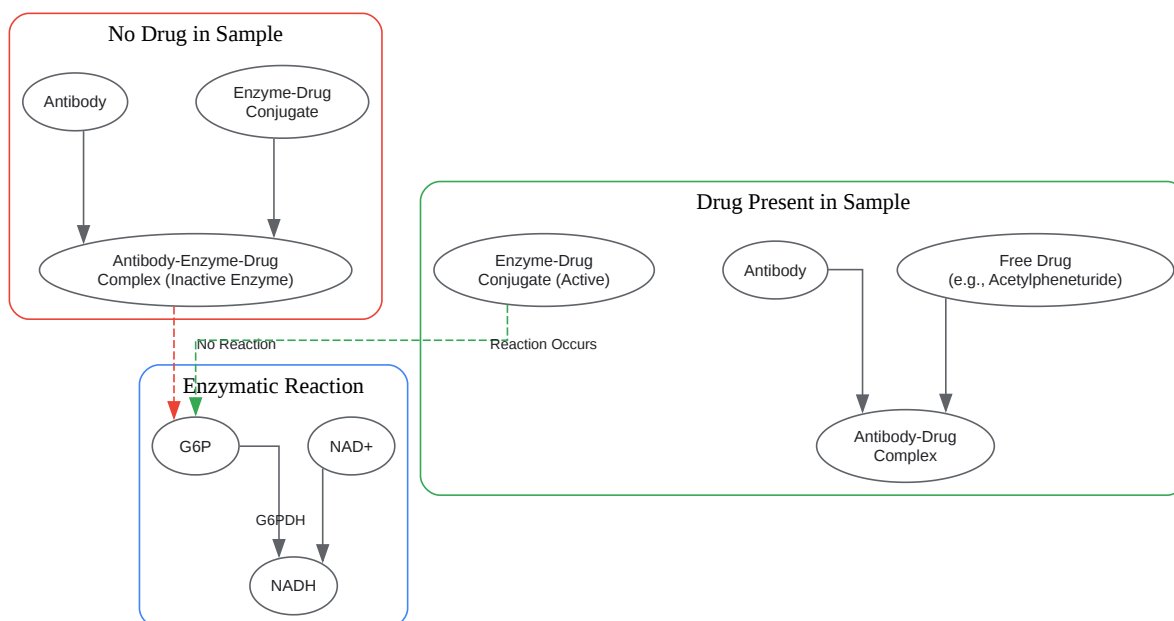 No Drug in Sample
Antibody
Enzyme-Drug
Conjugate
Antibody-Enzyme-Drug
Complex (Inactive Enzyme)
Drug Present in Sample
Enzyme-Drug
Conjugate (Active)
Antibody
Free Drug
(e.g., Acetylpheneturide)
Antibody-Drug
Complex
No Reaction
Reaction Occurs
Enzymatic Reaction
G6P
NAD+
G6PDH
NADH